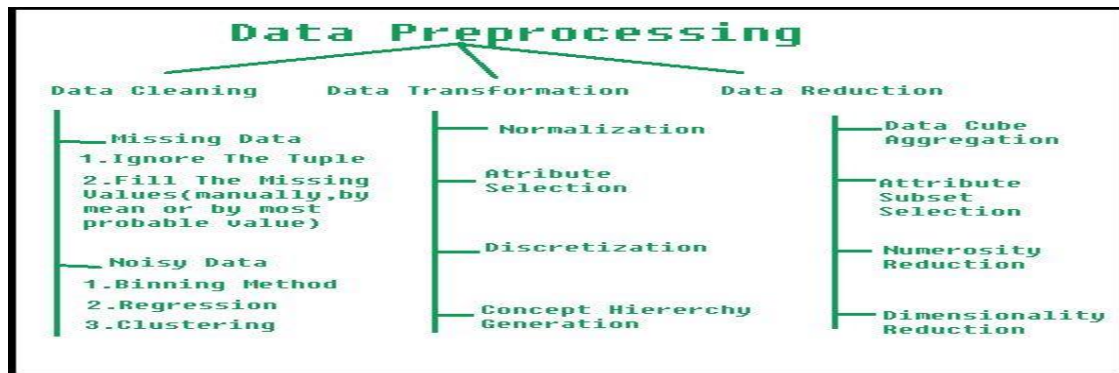 Data Preprocessing
Data Cleaning
Missing Data
1.Ignore The Tuple
2.Fill The Missing
Values(manually,by
mean or by most
probable value)
Noisy Data
1.Binning Method
2.Regression
3.Clustering
Data Transformation
Normalization
Atribute
Selection
Discretization
Concept Hiererchy
Generation
Data Reduction
Data Cube
Aggregation
Attribute
Subset
Selection
Numerosity
Reduction
Dimensionality
Reduction